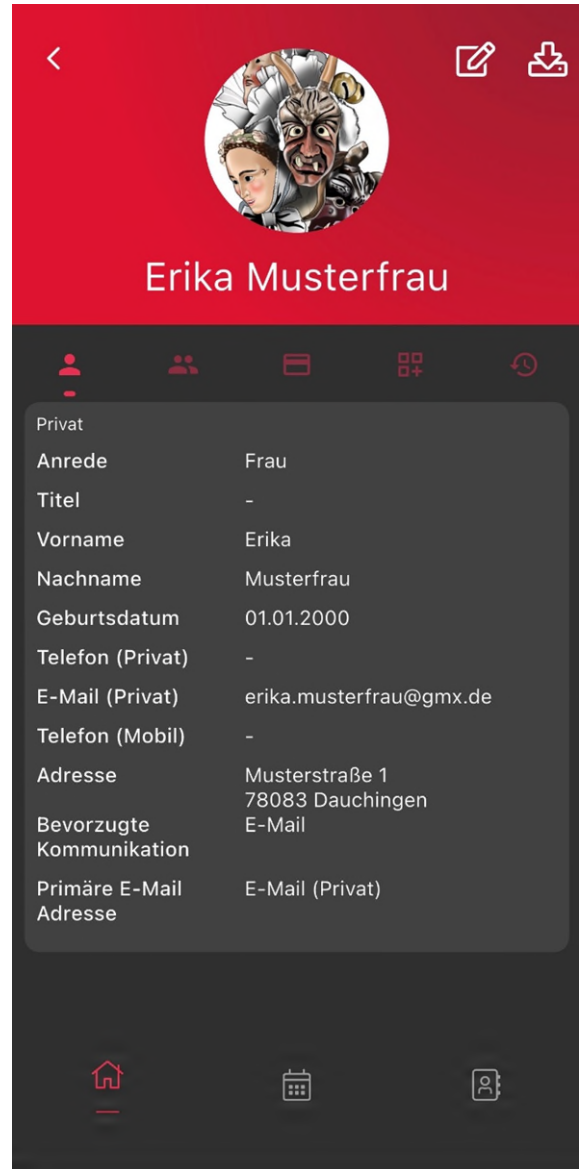 Erika Musterfrau
Privat
Anrede Frau
Titel -
Vorname Erika
Nachname Musterfrau
Geburtsdatum 01.01.2000
Telefon (Privat) -
E-Mail (Privat) erika.musterfrau@gmx.de
Telefon (Mobil) -
Adresse Musterstraße 1
78083 Dauchingen
Bevorzugte E-Mail
Kommunikation
Primäre E-Mail E-Mail (Privat)
Adresse